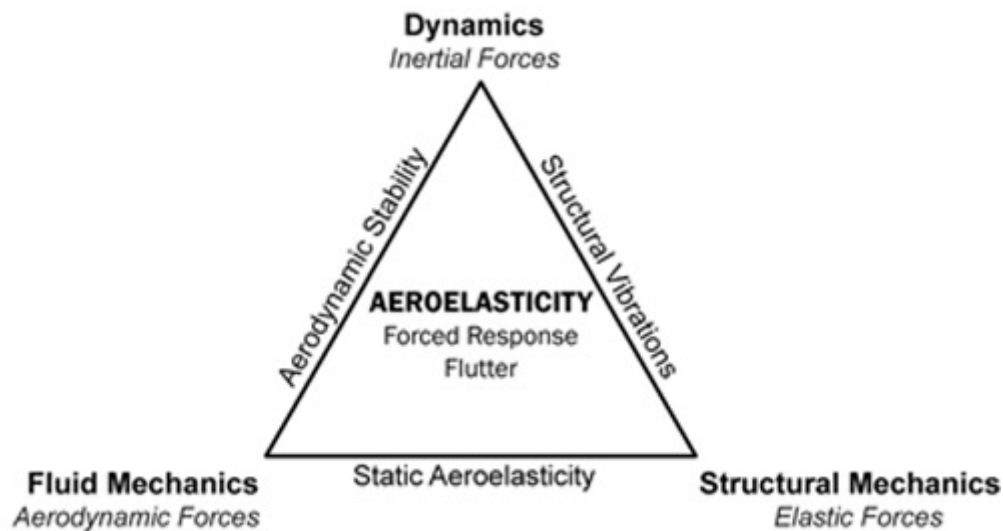 Dynamics
Inertial Forces
Aerodynamic Stability
Structural Vibrations
AEROELASTICITY
Forced Response
Flutter
Static Aeroelasticity
Fluid Mechanics
Aerodynamic Forces
Structural Mechanics
Elastic Forces